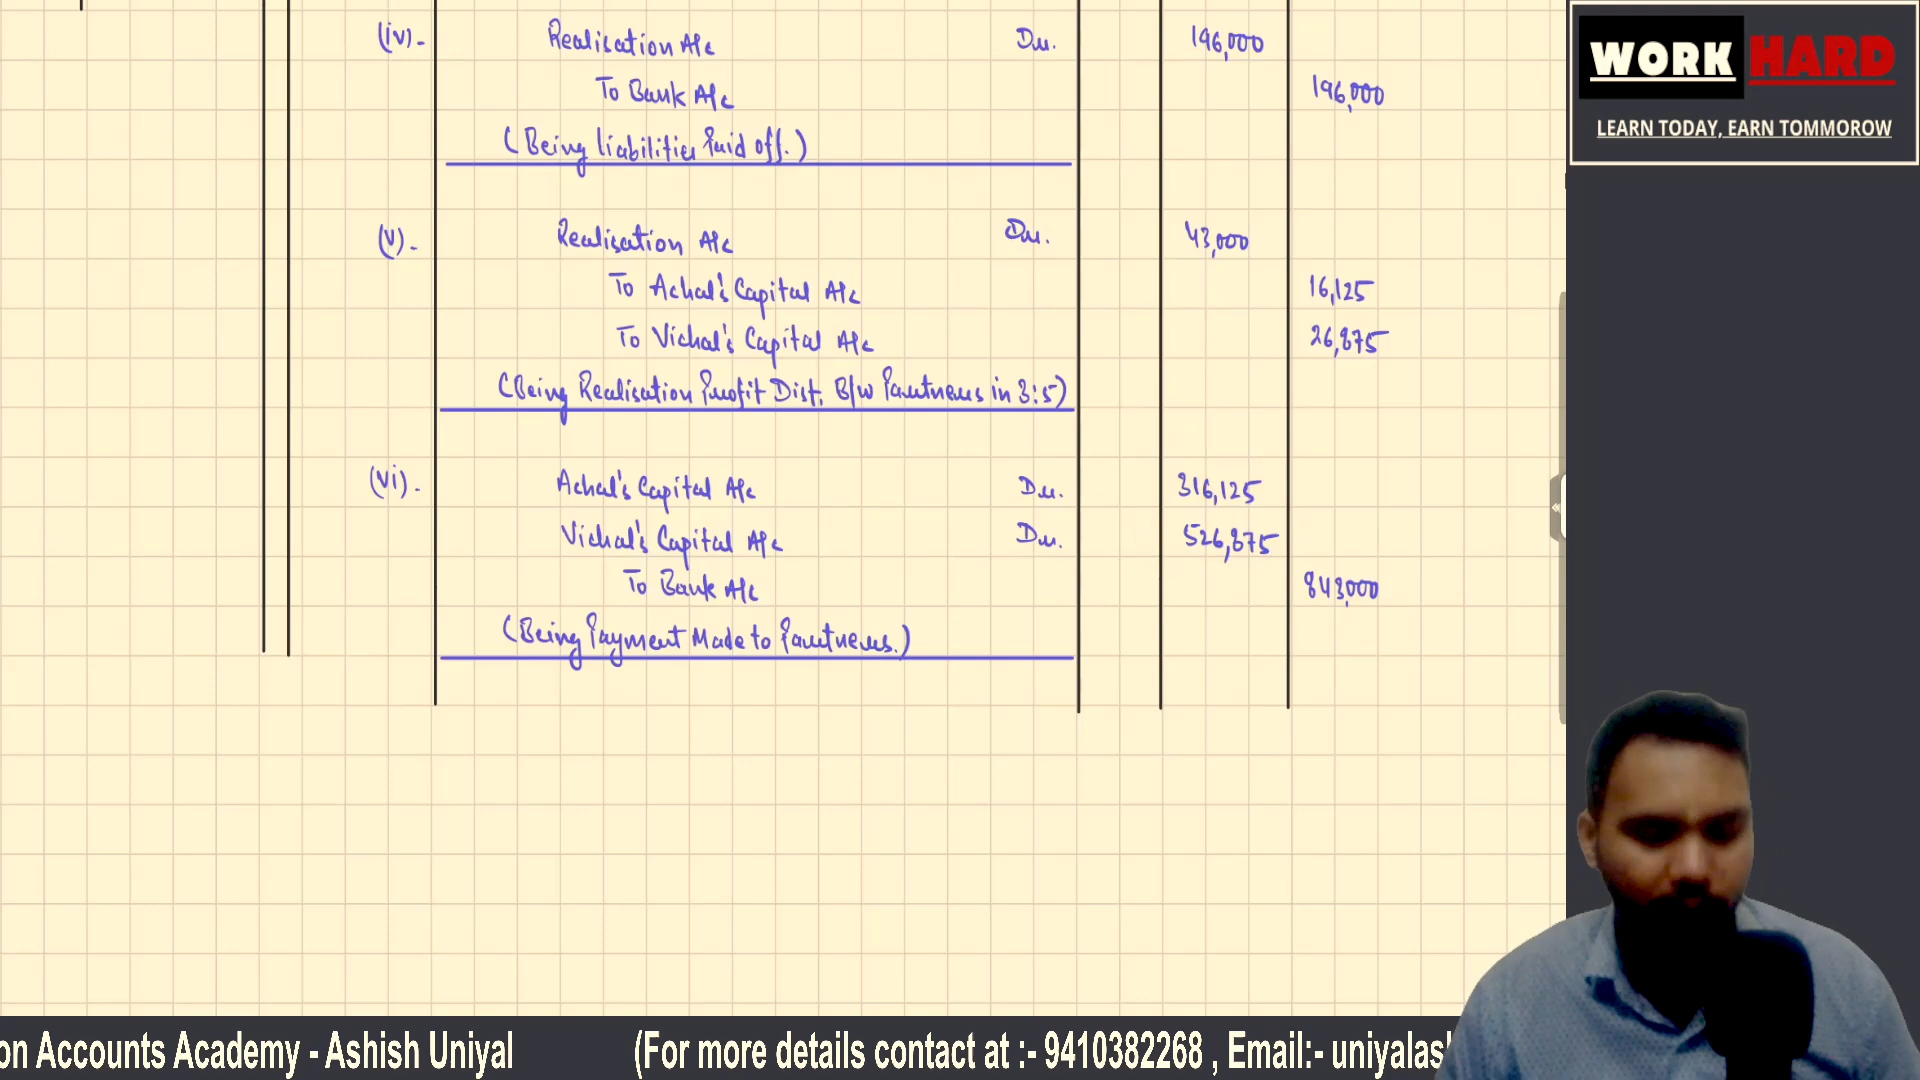 (iv)- Realisation A/c Dr. 196,000
To Bank A/c 196,000
(Being liabilities paid off.)
(v)- Realisation A/c Dr. 43,000
To Achal's Capital A/c 16,125
To Vichal's Capital A/c 26,875
(Being Realisation Profit Dist. B/w Partners in 3:5)
(vi)- Achal's Capital A/c Dr. 316,125
Vichal's Capital A/c Dr. 526,875
To Bank A/c 843,000
(Being Payment Made to Partners.)
WORK HARD
LEARN TODAY, EARN TOMMOROW
on Accounts Academy - Ashish Uniyal (For more details contact at :- 9410382268 , Email:- uniyalas